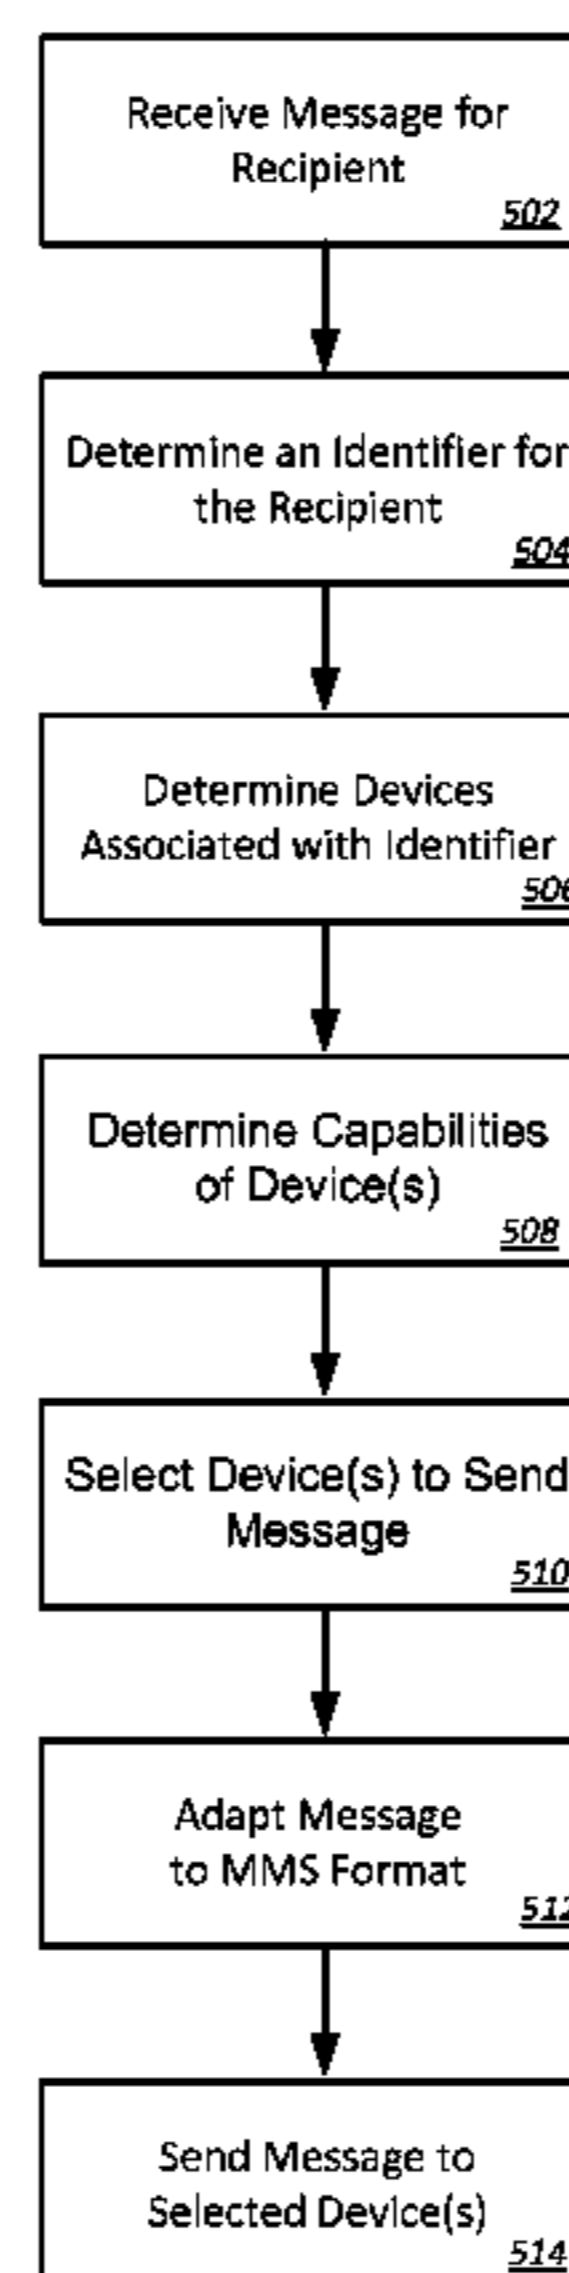 Receive Message for
Recipient
502
Determine an Identifier for
the Recipient
504
Determine Devices
Associated with Identifier
506
Determine Capabilities
of Device(s)
508
Select Device(s) to Send
Message
510
Adapt Message
to MMS Format
512
Send Message to
Selected Device(s)
514